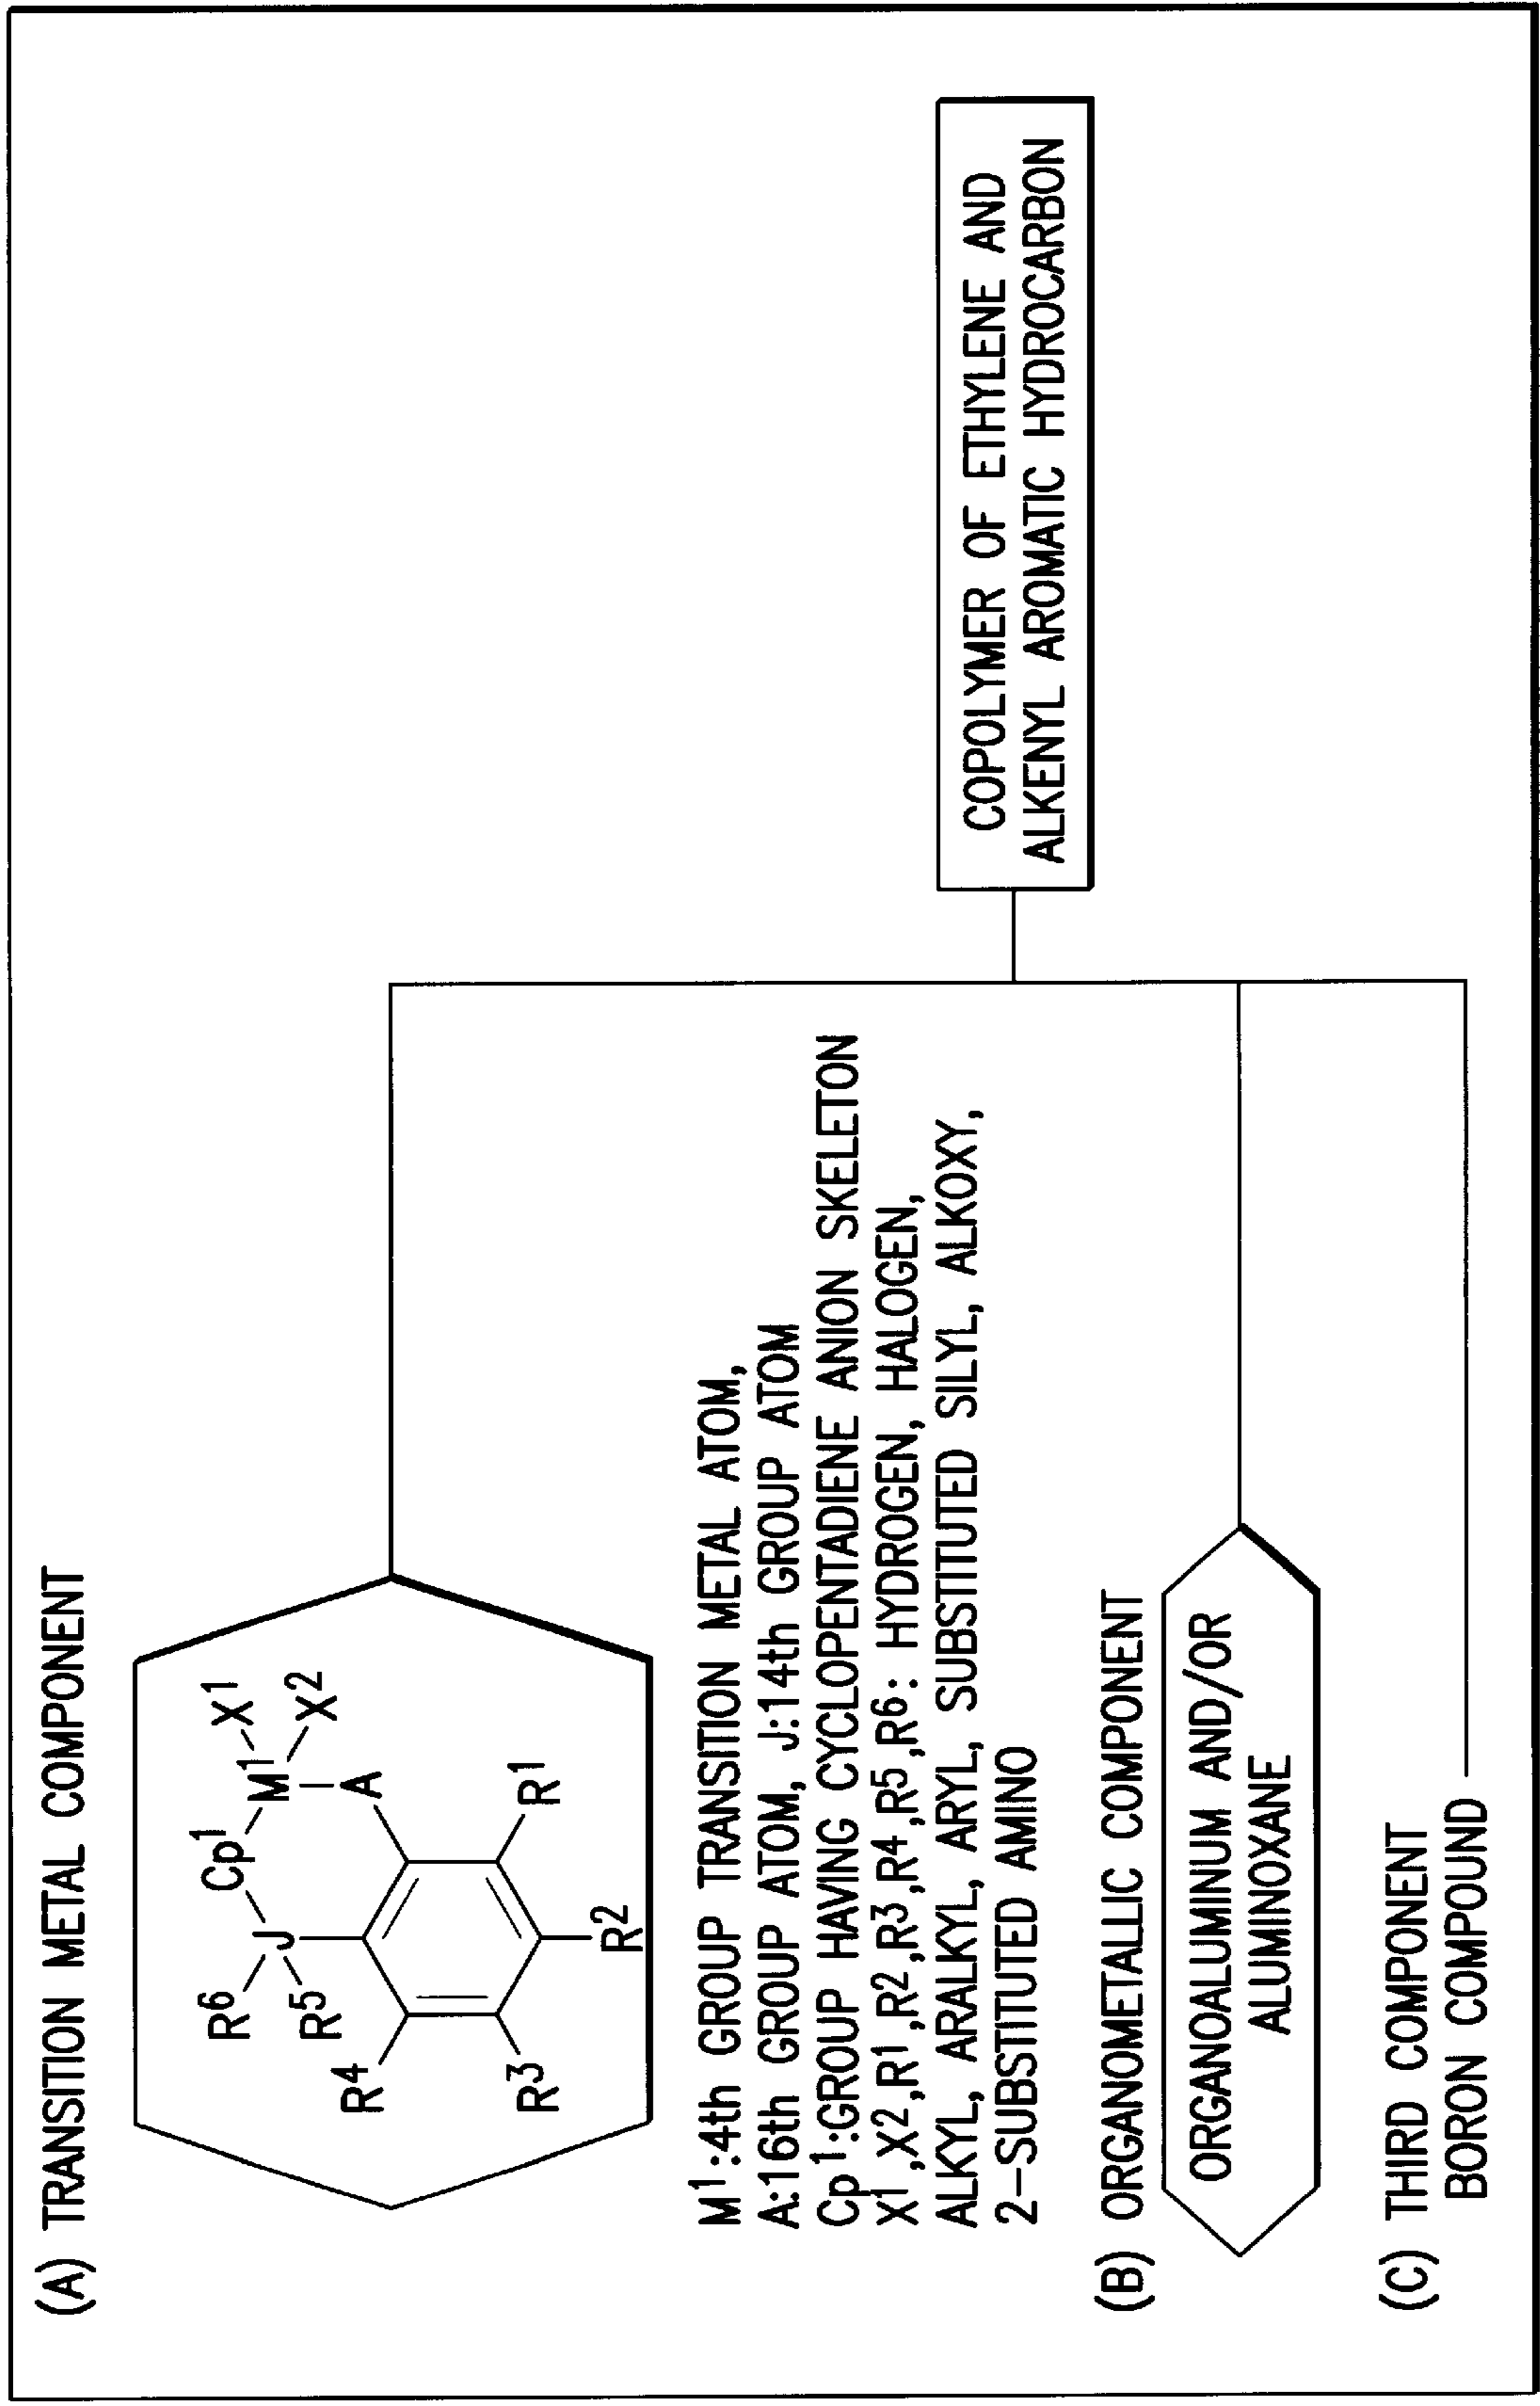 (A) TRANSITION METAL COMPONENT
R⁶
Cp¹
X¹
J
M¹
R⁵
X²
R⁴
A
R³
R¹
R²
M¹:4th GROUP TRANSITION METAL ATOM,
A:16th GROUP ATOM, J:14th GROUP ATOM
Cp¹:GROUP HAVING CYCLOPENTADIENE ANION SKELETON
X¹,X²,R¹,R²,R³,R⁴,R⁵,R⁶: HYDROGEN, HALOGEN,
ALKYL, ARALKYL, ARYL, SUBSTITUTED SILYL, ALKOXY,
2-SUBSTITUTED AMINO
(B) ORGANOMETALLIC COMPONENT
ORGANOALUMINUM AND/OR
ALUMINOXANE
(C) THIRD COMPONENT
BORON COMPOUND
COPOLYMER OF ETHYLENE AND
ALKENYL AROMATIC HYDROCARBON